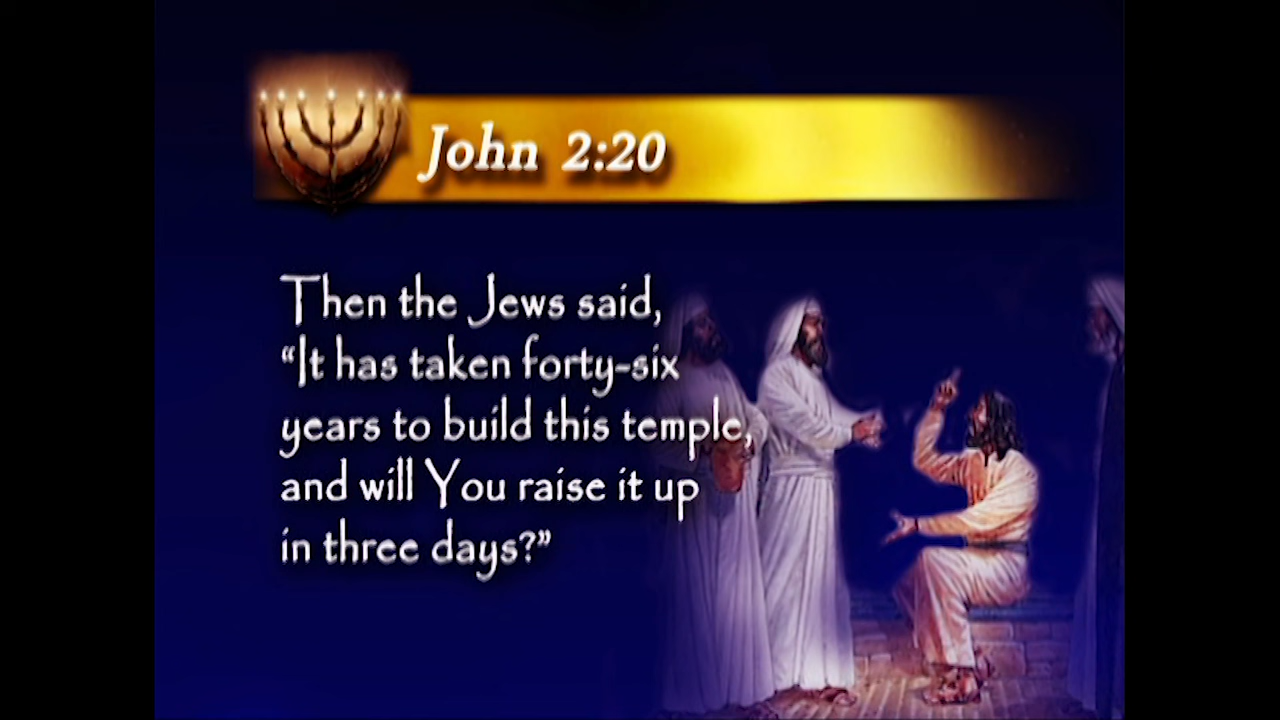 John 2:20
Then the Jews said,
“It has taken forty-six
years to build this temple,
and will You raise it up
in three days?”